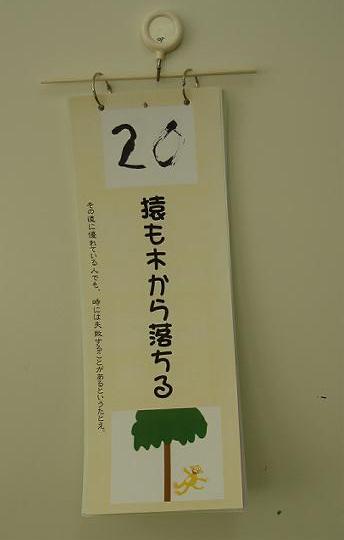 20
猿も木から落ちる
その道に優れている人でも、時には失敗することがあるというたとえ。